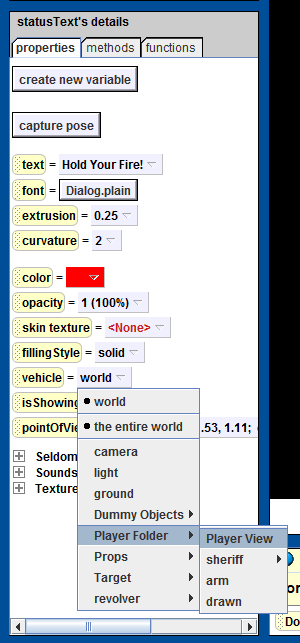 statusText's details
properties methods functions
create new variable
capture pose
text = Hold Your Fire!
font = Dialog.plain
extrusion = 0.25
curvature = 2
color =
opacity = 1 (100%)
skin texture = <None>
fillingStyle = solid
vehicle = world
isShowing
world
pointOfVie .53, 1.11;
the entire world
Seldom
camera
Sounds
light
Texture
ground
Dummy Objects
Player Folder
Player View
Props
sheriff
Target
arm
revolver
drawn
Do